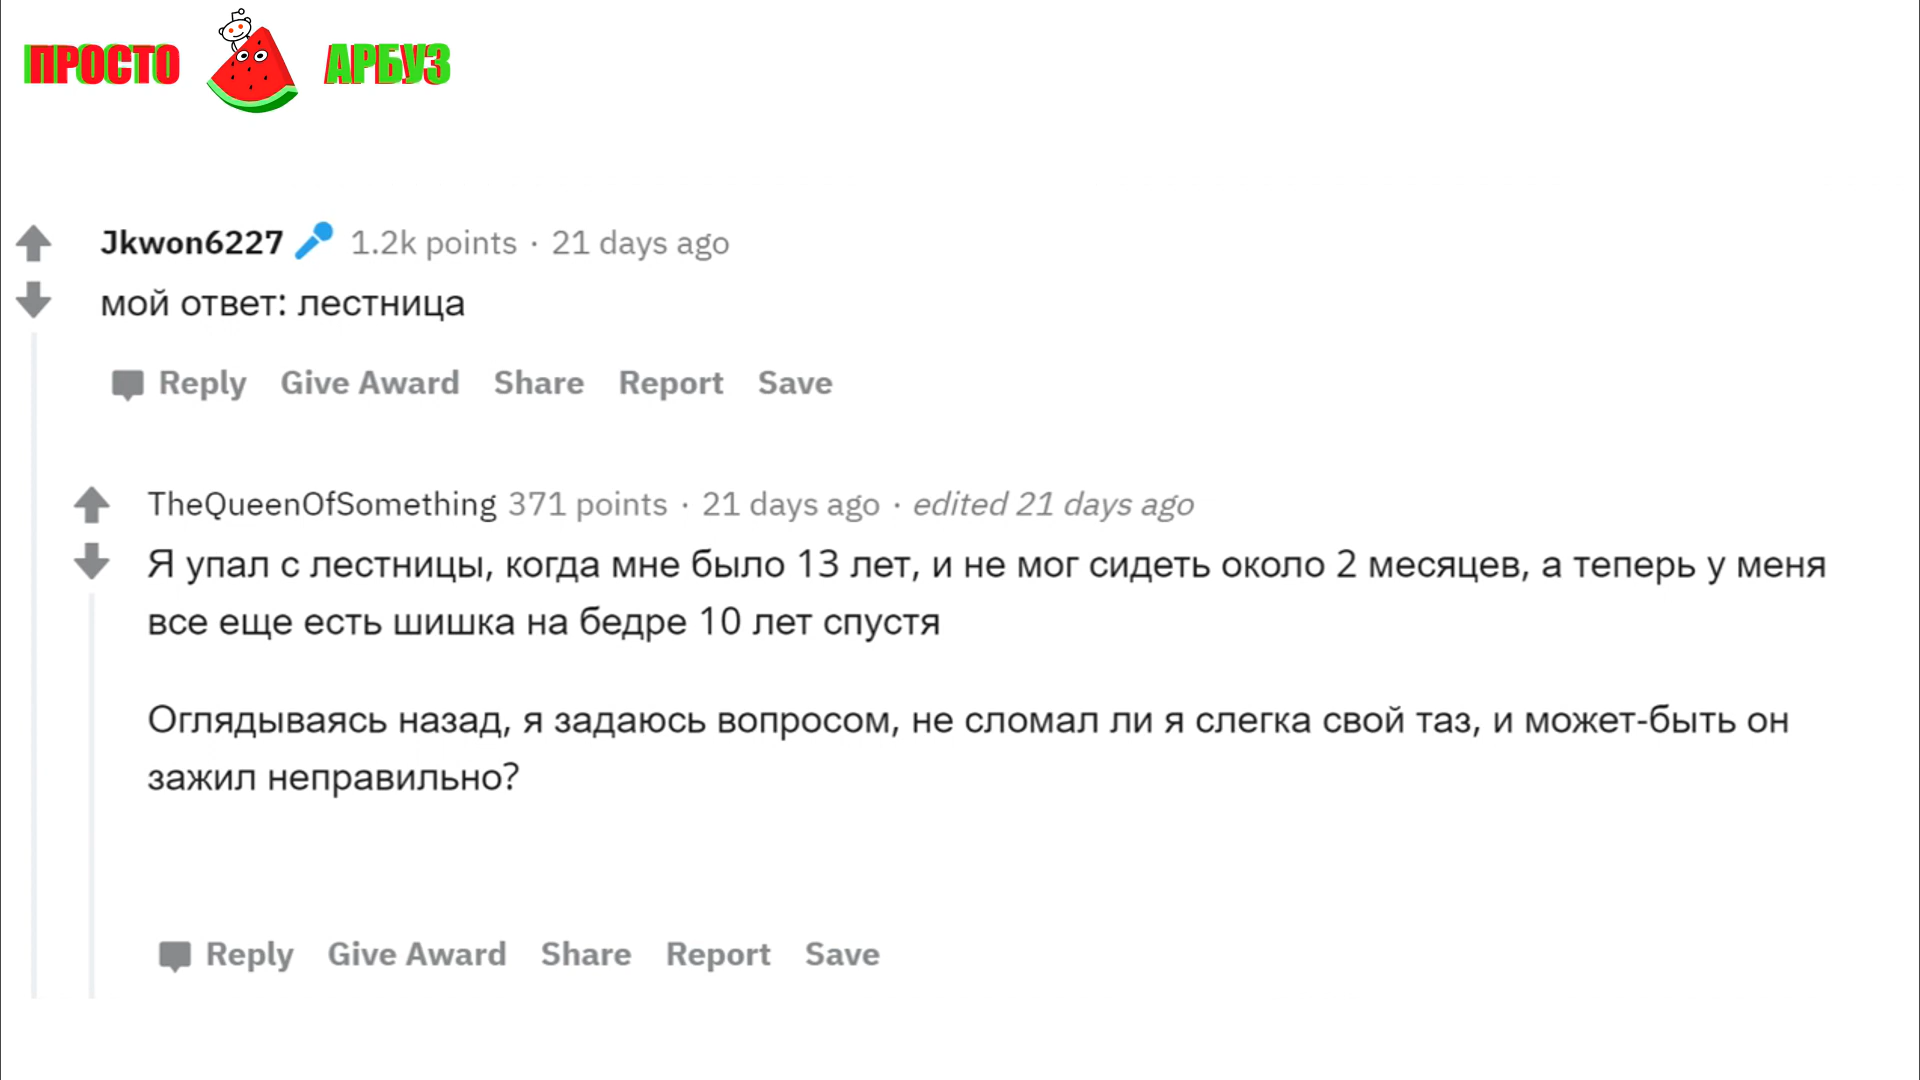 ПРОСТО АРБУЗ
Jkwon6227 1.2k points · 21 days ago
мой ответ: лестница
Reply Give Award Share Report Save
TheQueenOfSomething 371 points · 21 days ago · edited 21 days ago
Я упал с лестницы, когда мне было 13 лет, и не мог сидеть около 2 месяцев, а теперь у меня
все еще есть шишка на бедре 10 лет спустя
Оглядываясь назад, я задаюсь вопросом, не сломал ли я слегка свой таз, и может-быть он
зажил неправильно?
Reply Give Award Share Report Save